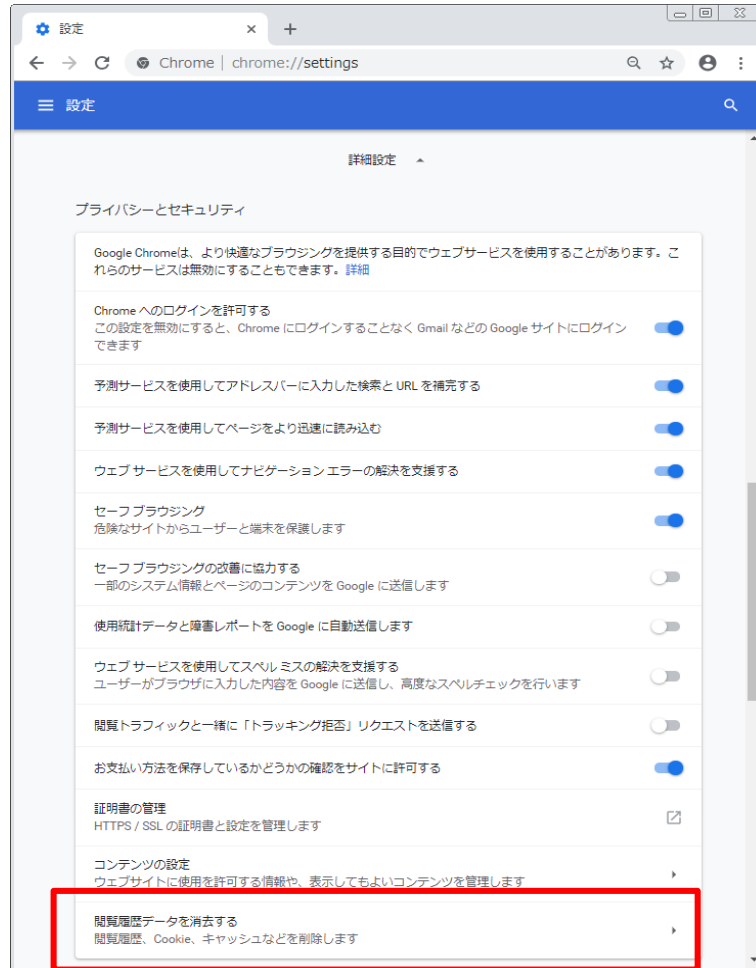 設定
Chrome | chrome://settings
設定
詳細設定
プライバシーとセキュリティ
Google Chromeは、より快適なブラウジングを提供する目的でウェブサービスを使用することがあります。こ
れらのサービスは無効にすることもできます。詳細
Chrome へのログインを許可する
この設定を無効にすると、Chrome にログインすることなく Gmail などの Google サイトにログイン
できます
予測サービスを使用してアドレスバーに入力した検索と URL を補完する
予測サービスを使用してページをより迅速に読み込む
ウェブ サービスを使用してナビゲーション エラーの解決を支援する
セーフ ブラウジング
危険なサイトからユーザーと端末を保護します
セーフ ブラウジングの改善に協力する
一部のシステム情報とページのコンテンツを Google に送信します
使用統計データと障害レポートを Google に自動送信します
ウェブ サービスを使用してスペル ミスの解決を支援する
ユーザーがブラウザに入力した内容を Google に送信し、高度なスペルチェックを行います
閲覧トラフィックと一緒に「トラッキング拒否」リクエストを送信する
お支払い方法を保存しているかどうかの確認をサイトに許可する
証明書の管理
HTTPS / SSL の証明書と設定を管理します
コンテンツの設定
ウェブサイトに使用を許可する情報や、表示してもよいコンテンツを管理します
閲覧履歴データを消去する
閲覧履歴、Cookie、キャッシュなどを削除します